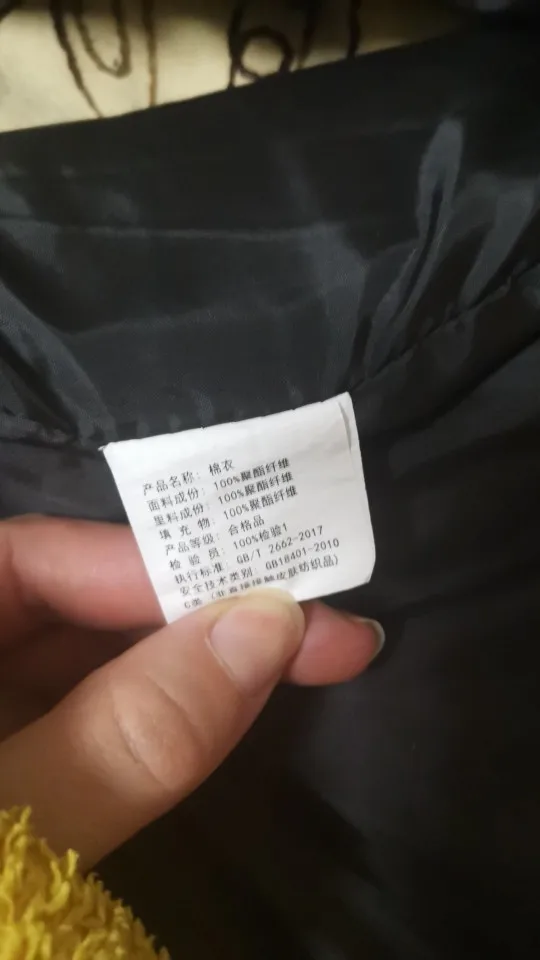 产品名称: 棉衣
面料成份: 100%聚酯纤维
里料成份: 100%聚酯纤维
填 充 物: 100%聚酯纤维
产品等级: 合格品
检 验 员: 100%检验1
执行标准: GB/T 2662-2017
安全技术类别: GB18401-2010
C类 (非直接接触皮肤纺织品)